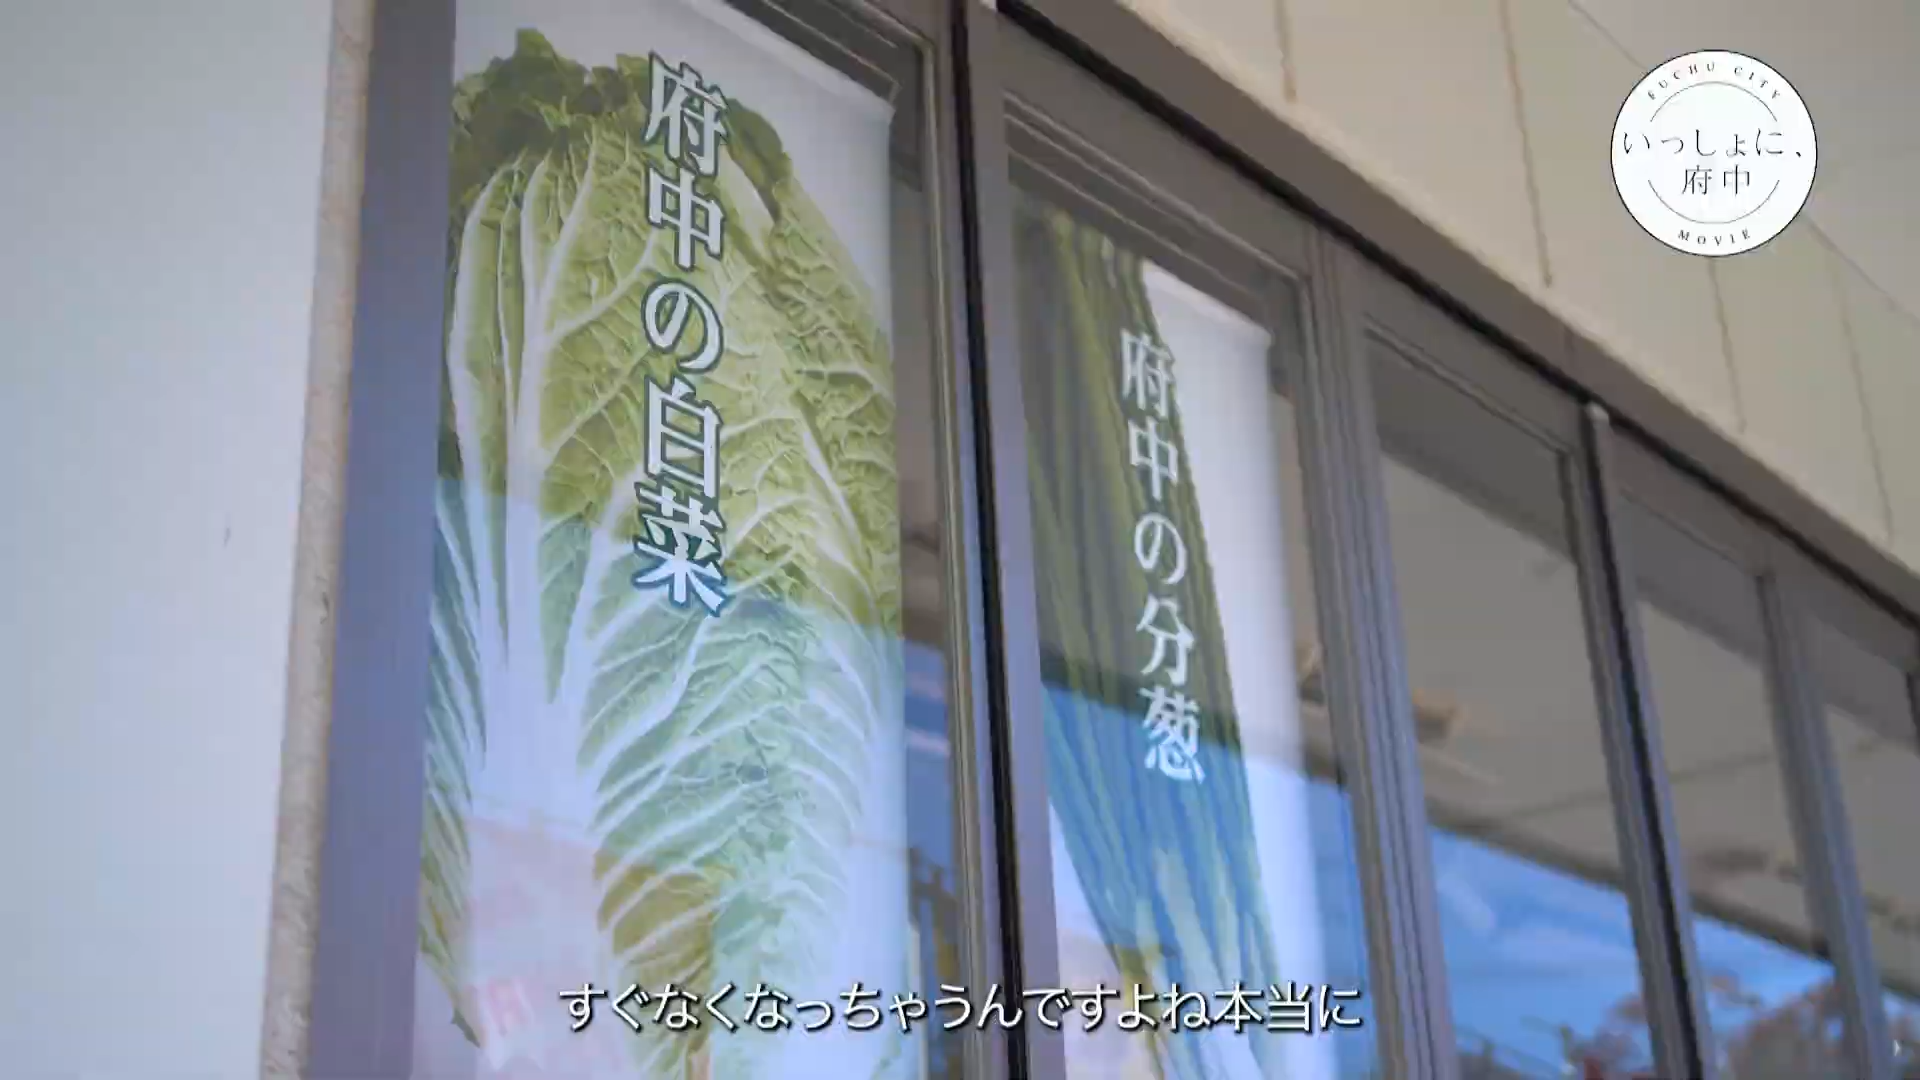 府中の白菜
府中の分葱
FUCHU CITY
いっしょに、
府中
MOVIE
すぐなくなっちゃうんですよね本当に